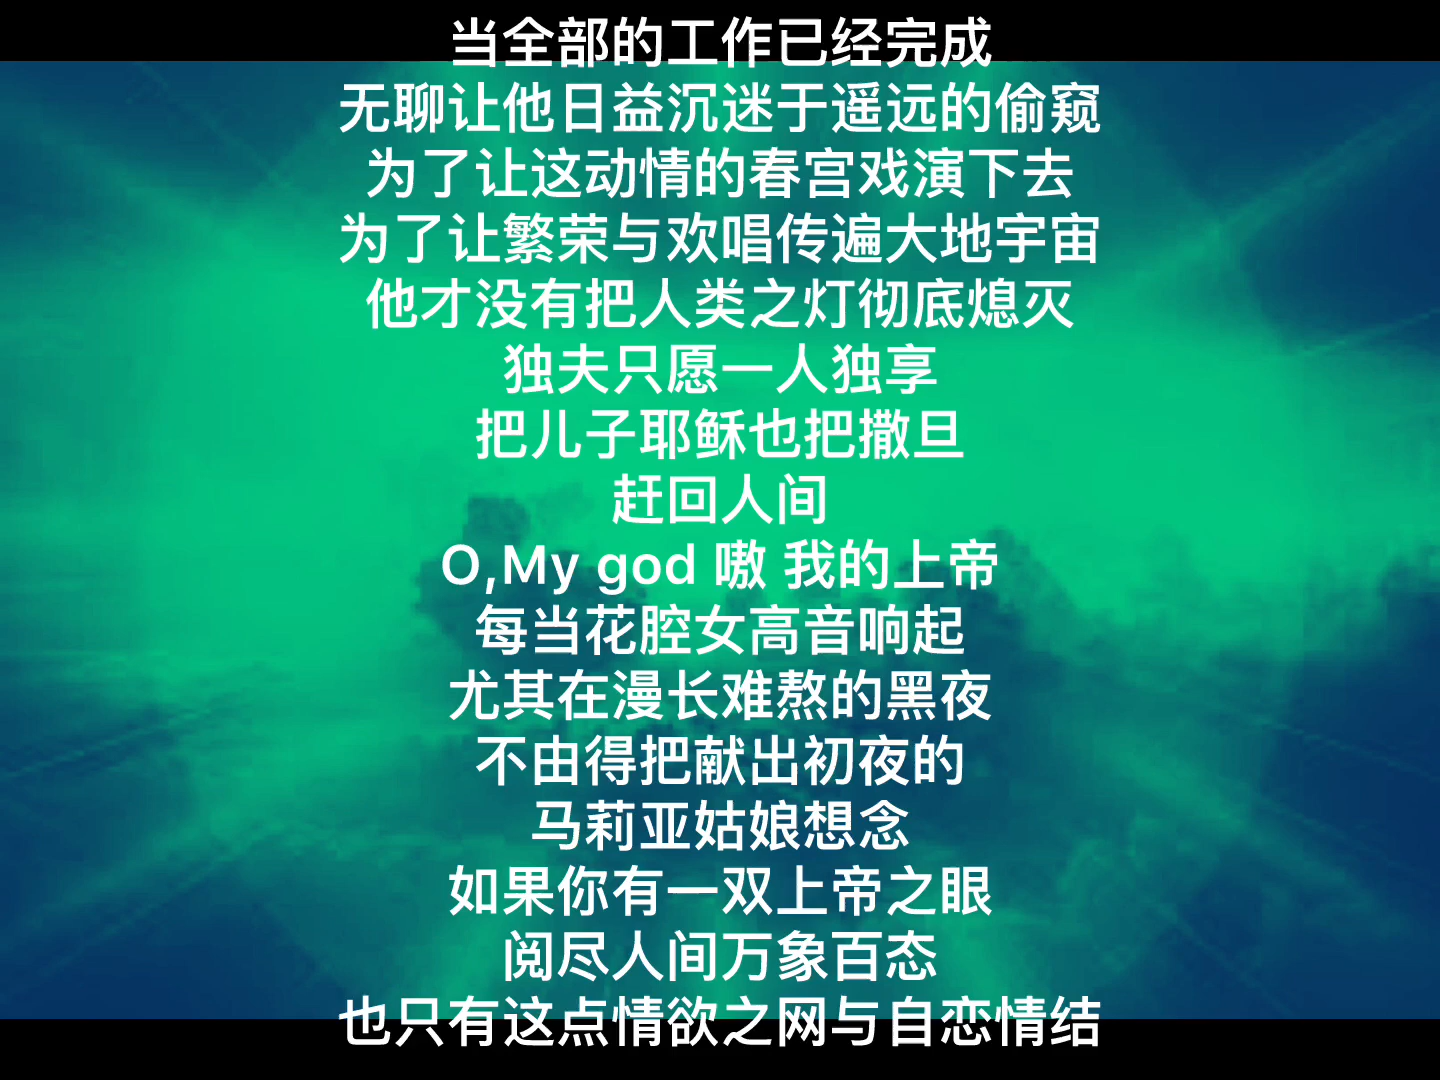 当全部的工作已经完成
无聊让他日益沉迷于遥远的偷窥
为了让这动情的春宫戏演下去
为了让繁荣与欢唱传遍大地宇宙
他才没有把人类之灯彻底熄灭
独夫只愿一人独享
把儿子耶稣也把撒旦
赶回人间
O,My god 嗷 我的上帝
每当花腔女高音响起
尤其在漫长难熬的黑夜
不由得把献出初夜的
马莉亚姑娘想念
如果你有一双上帝之眼
阅尽人间万象百态
也只有这点情欲之网与自恋情结